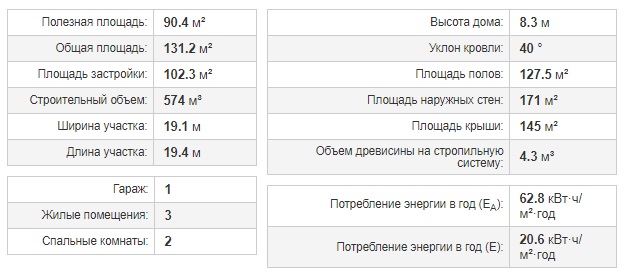 Полезная площадь: 90.4 м²
Общая площадь: 131.2 м²
Площадь застройки: 102.3 м²
Строительный объем: 574 м³
Ширина участка: 19.1 м
Длина участка: 19.4 м
Гараж: 1
Жилые помещения: 3
Спальные комнаты: 2
Высота дома: 8.3 м
Уклон кровли: 40 °
Площадь полов: 127.5 м²
Площадь наружных стен: 171 м²
Площадь крыши: 145 м²
Объем древисины на стропильную
систему: 4.3 м³
Потребление энергии в год (EA): 62.8 кВт·ч/
м²·год
Потребление энергии в год (E): 20.6 кВт·ч/
м²·год